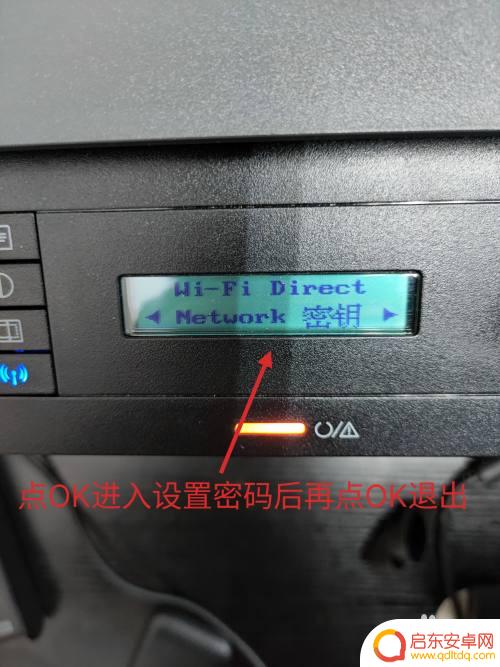 Wi-Fi Direct
Network 密钥
点OK进入设置密码后再点OK退出
启东安卓网
www.qdltdq.com